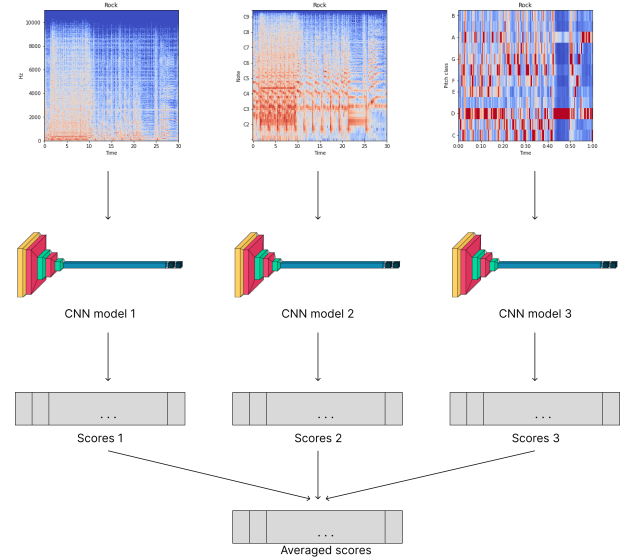 Rock
10000
8000
6000
4000
2000
0
Hz
0 5 10 15 20 25 30
Time
Rock
C9
C8
C7
C6
C5
C4
C3
C2
Note
0 5 10 15 20 25 30
Time
Rock
B
A
G
F
E
D
C
Pitch class
0:00 0:10 0:20 0:30 0:40 0:50 1:00
Time
CNN model 1
CNN model 2
CNN model 3
...
...
...
Scores 1
Scores 2
Scores 3
...
Averaged scores